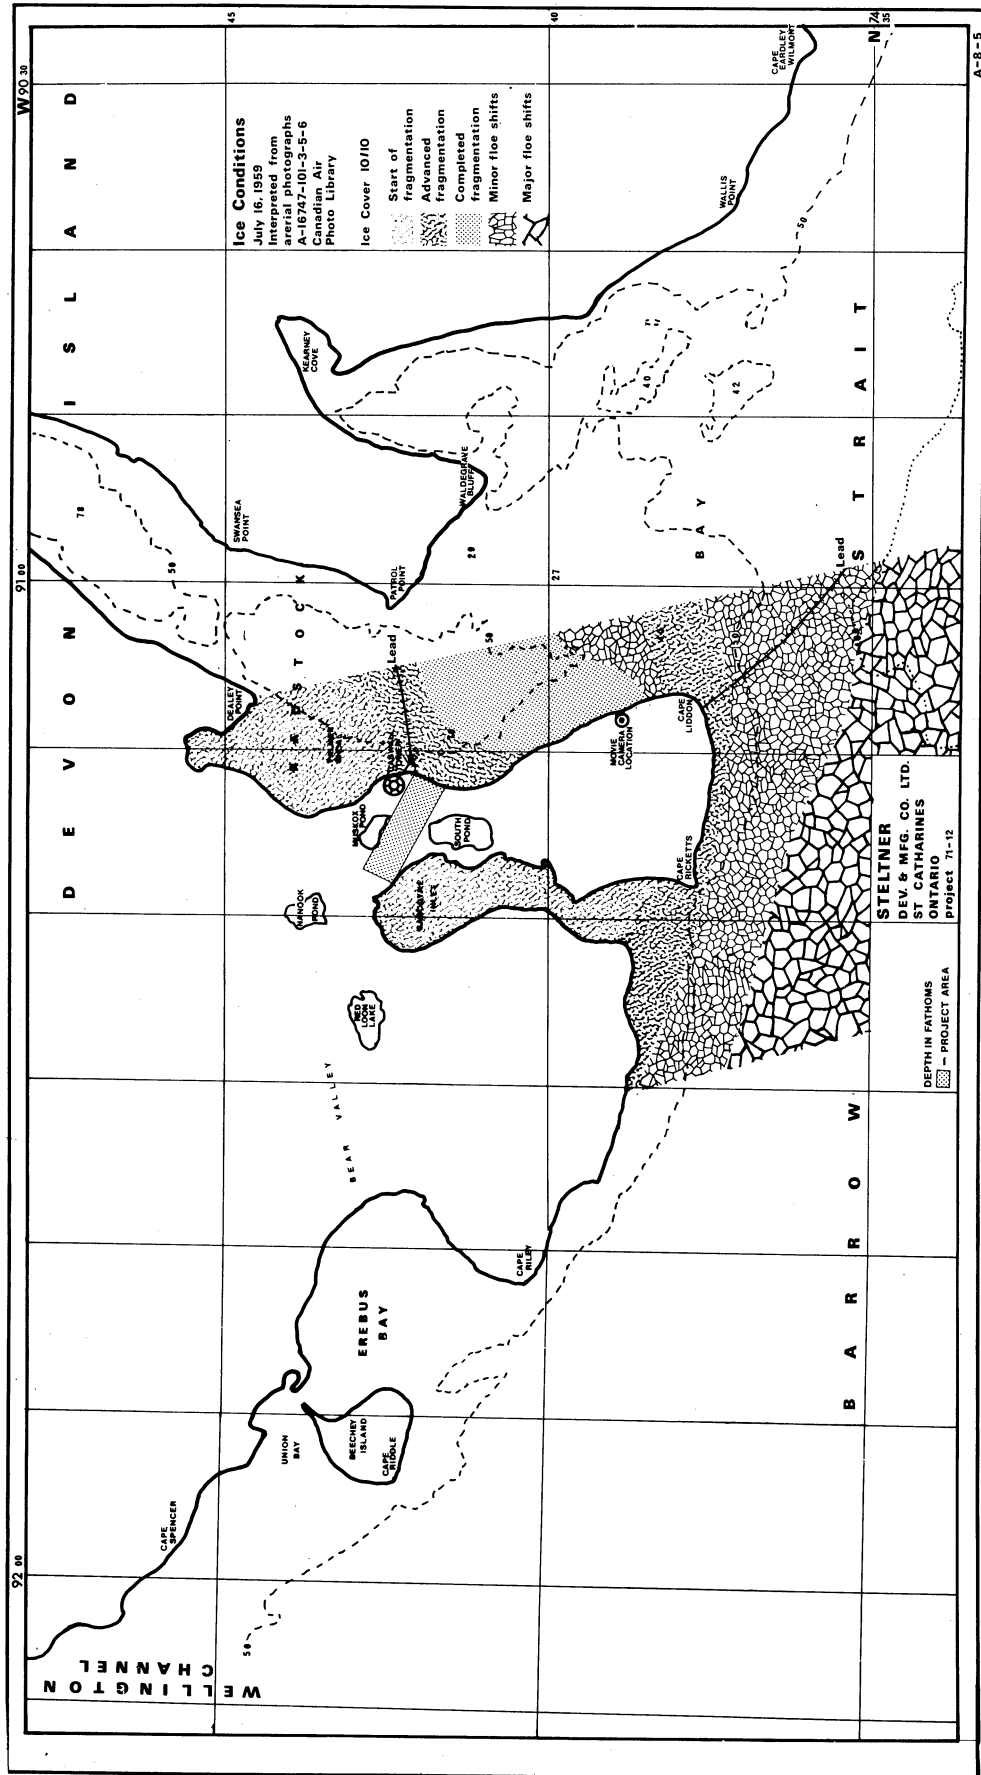 W 90 30
91 00
92 00
45
40
N 74
35
A-8-5
DEVON ISLAND
WELLINGTON
CHANNEL
BARROW STRAIT
Ice Conditions
July 16, 1959
Interpreted from
arerial photographs
A-16747-101-3-5-6
Canadian Air
Photo Library
Ice Cover 10/10
Start of
fragmentation
Advanced
fragmentation
Completed
fragmentation
Minor floe shifts
Major floe shifts
CAPE
SPENCER
UNION
BAY
BEECHEY
ISLAND
CAPE
RIDDLE
EREBUS
BAY
CAPE
RILEY
BEAR VALLEY
RED
LOON
LAKE
NANOOK
POND
MUSKOX
POND
SOUTH
POND
CAPE
RICKETTS
CAPE
LIDDON
MOVIE
CAMERA
LOCATION
DEALEY
POINT
Lead
Lead
BAY
SWANSEA
POINT
PATROL
POINT
WALDEGRAVE
BLUFF
KEARNEY
COVE
WALLIS
POINT
CAPE
EARDLEY
WILMONT
78
50
29
27
50
40
42
50
50
DEPTH IN FATHOMS
– PROJECT AREA
STELTNER
DEV. & MFG. CO. LTD.
ST CATHARINES
ONTARIO
project 71-12